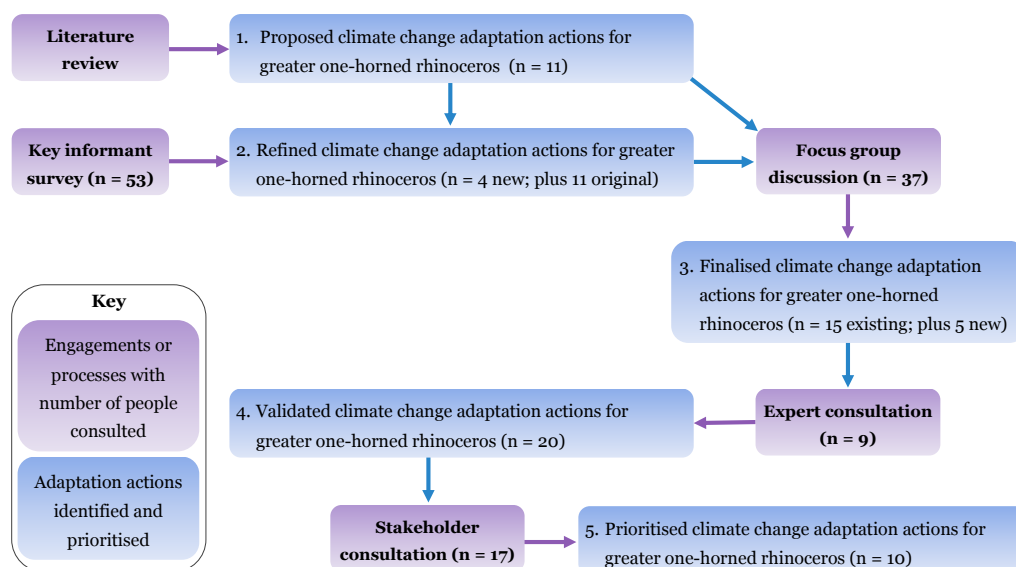 Literature
review
1. Proposed climate change adaptation actions for
greater one-horned rhinoceros (n = 11)
Key informant
survey (n = 53)
2. Refined climate change adaptation actions for greater
one-horned rhinoceros (n = 4 new; plus 11 original)
Focus group
discussion (n = 37)
3. Finalised climate change adaptation
actions for greater one-horned
rhinoceros (n = 15 existing; plus 5 new)
Key
Engagements or
processes with
number of people
consulted
Adaptation actions
identified and
prioritised
Expert consultation
(n = 9)
4. Validated climate change adaptation actions for
greater one-horned rhinoceros (n = 20)
Stakeholder
consultation (n = 17)
5. Prioritised climate change adaptation actions for
greater one-horned rhinoceros (n = 10)